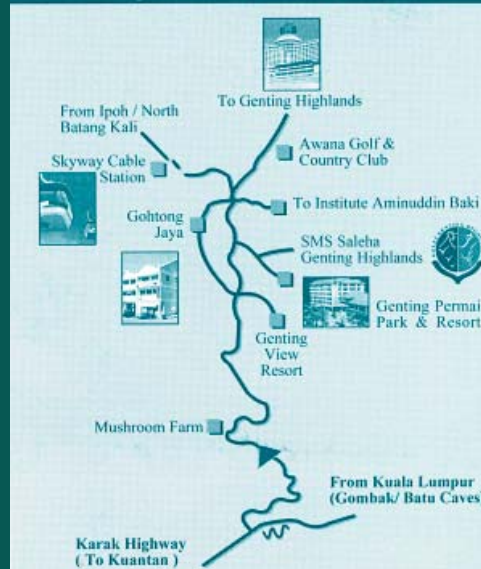 To Genting Highlands
From Ipoh / North
Batang Kali
Awana Golf &
Country Club
Skyway Cable
Station
To Institute Aminuddin Baki
Gohtong
Jaya
SMS Saleha
Genting Highlands
Genting Permai
Park & Resort
Genting
View
Resort
Mushroom Farm
From Kuala Lumpur
(Gombak/ Batu Caves)
Karak Highway
( To Kuantan )